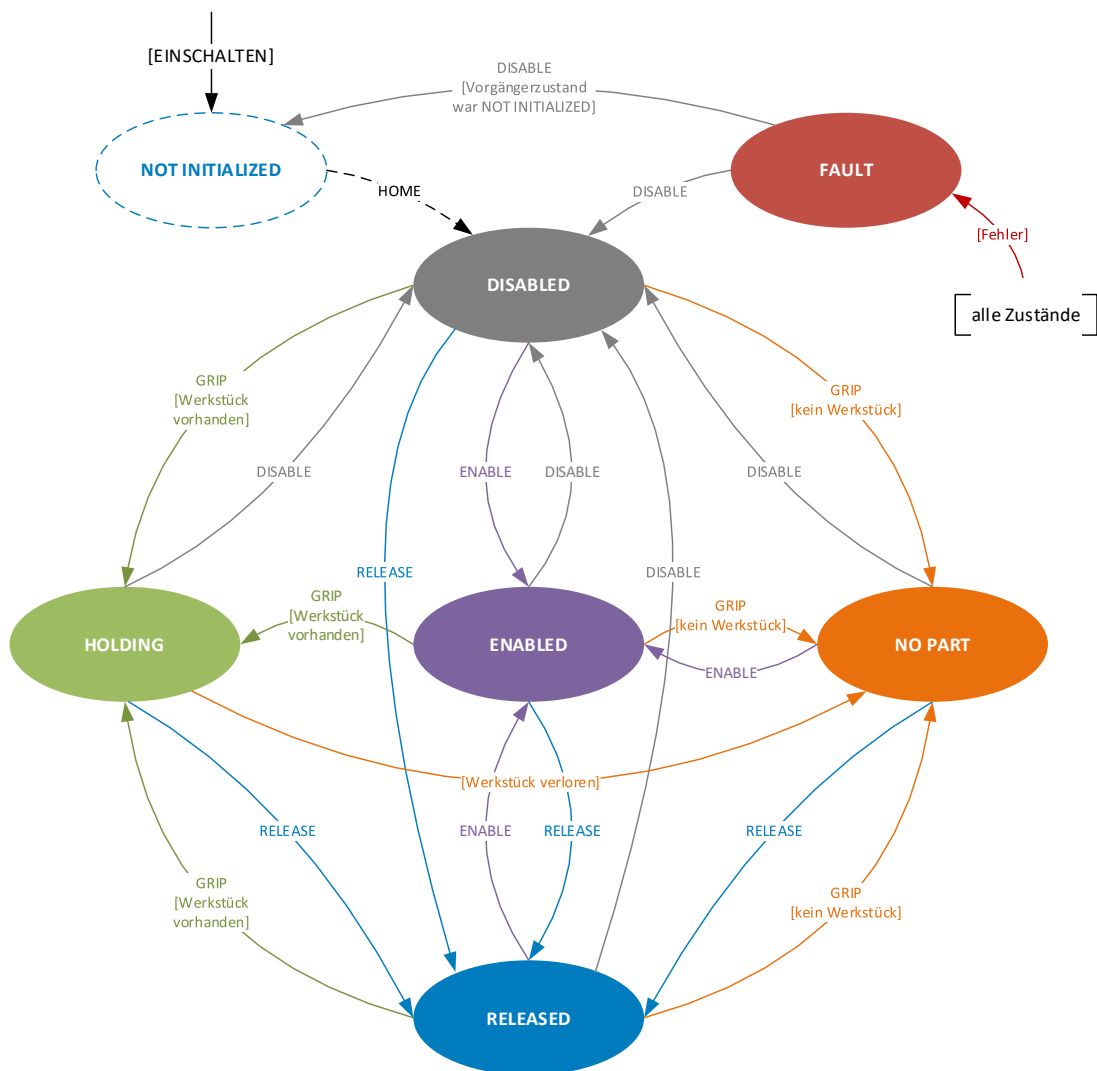 [EINSCHALTEN]
DISABLE
[Vorgängerzustand
war NOT INITIALIZED]
NOT INITIALIZED
FAULT
HOME
DISABLE
[Fehler]
DISABLED
alle Zustände
GRIP
[Werkstück
vorhanden]
GRIP
[kein Werkstück]
DISABLE
ENABLE
DISABLE
DISABLE
RELEASE
DISABLE
GRIP
[Werkstück
vorhanden]
GRIP
[kein Werkstück]
HOLDING
ENABLED
NO PART
ENABLE
[Werkstück verloren]
RELEASE
ENABLE
RELEASE
RELEASE
GRIP
[Werkstück
vorhanden]
GRIP
[kein Werkstück]
RELEASED